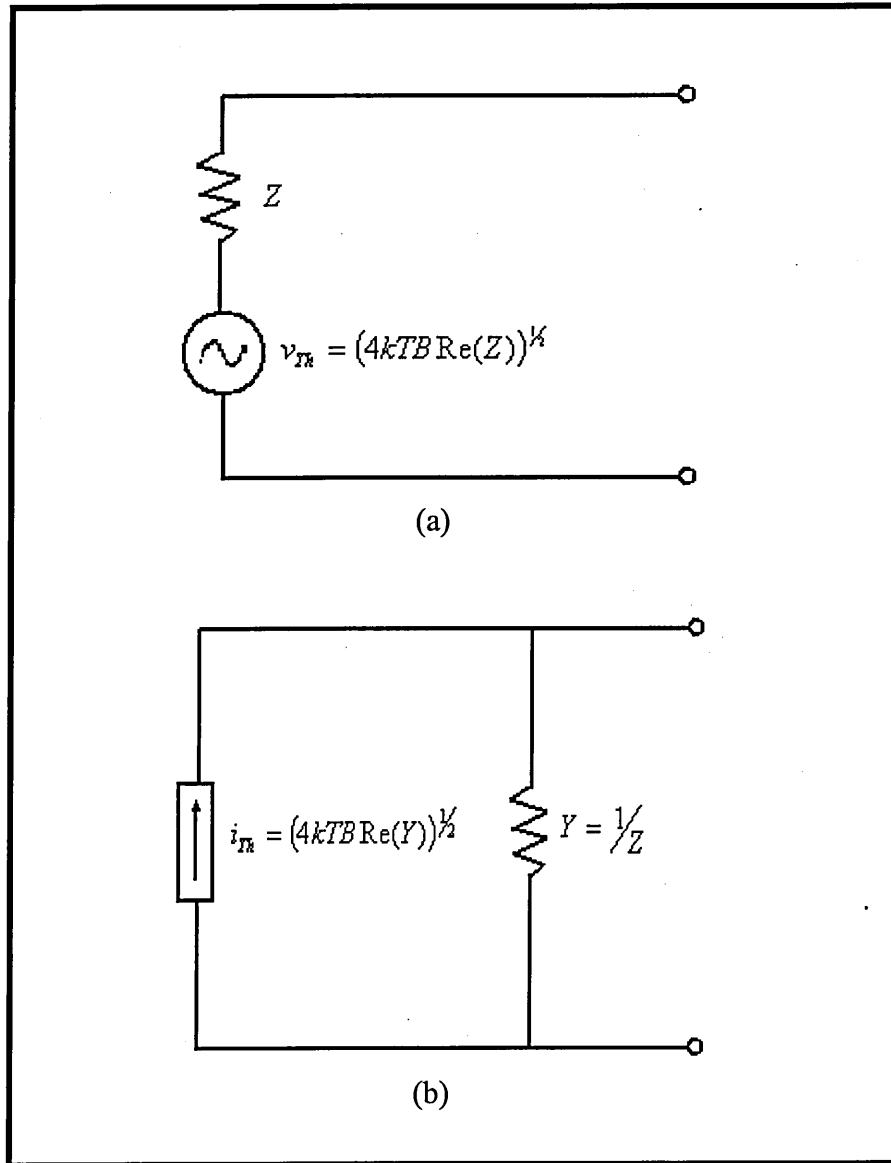 Z
v_Th = (4kTB Re(Z))^½
(a)
i_Th = (4kTB Re(Y))^½
Y = 1/Z
(b)